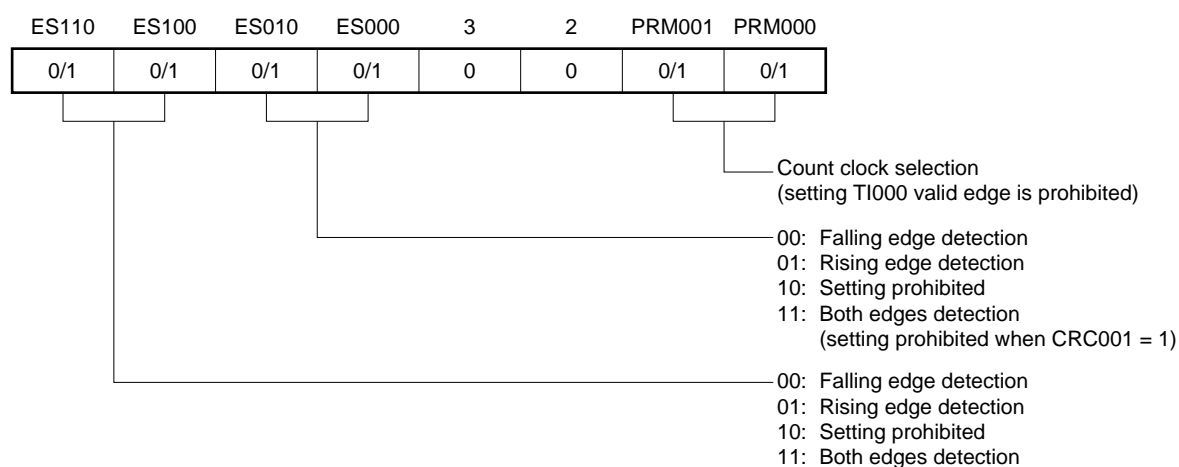 ES110 ES100 ES010 ES000 3 2 PRM001 PRM000
0/1 0/1 0/1 0/1 0 0 0/1 0/1
Count clock selection
(setting TI000 valid edge is prohibited)
00: Falling edge detection
01: Rising edge detection
10: Setting prohibited
11: Both edges detection
(setting prohibited when CRC001 = 1)
00: Falling edge detection
01: Rising edge detection
10: Setting prohibited
11: Both edges detection